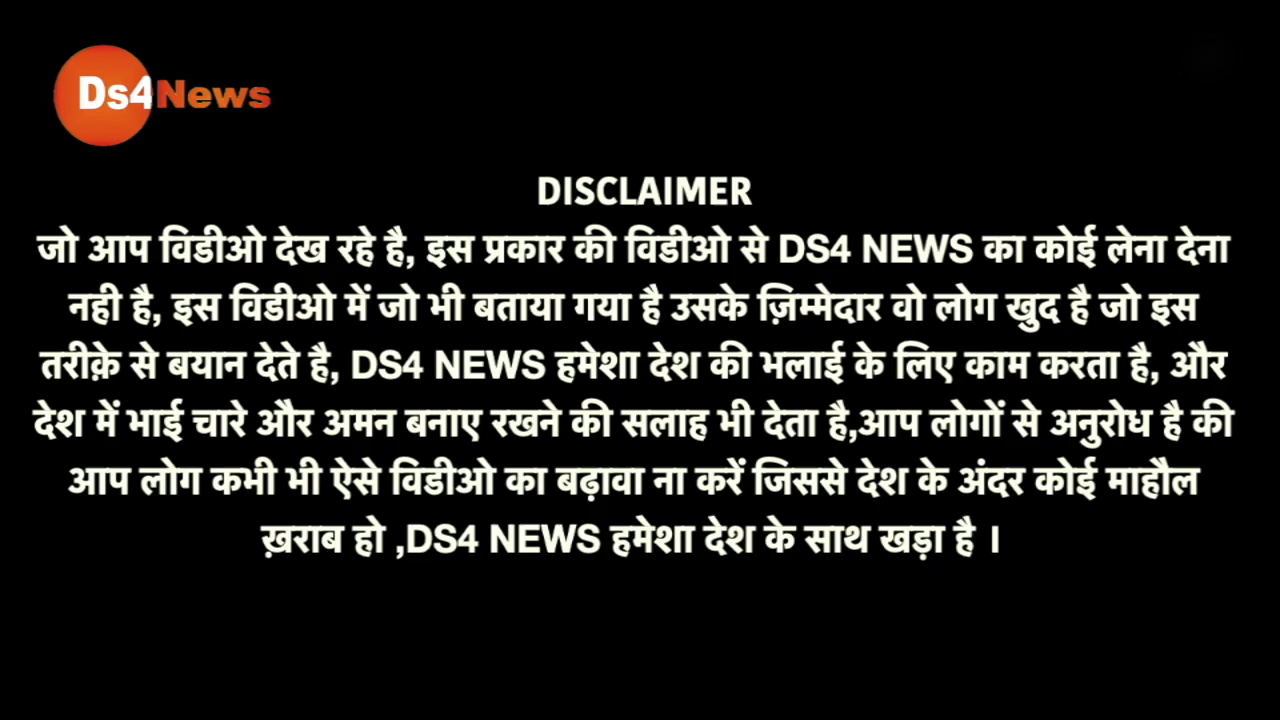 Ds4News
DISCLAIMER
जो आप विडीओ देख रहे है, इस प्रकार की विडीओ से DS4 NEWS का कोई लेना देना
नही है, इस विडीओ में जो भी बताया गया है उसके ज़िम्मेदार वो लोग खुद है जो इस
तरीक़े से बयान देते है, DS4 NEWS हमेशा देश की भलाई के लिए काम करता है, और
देश में भाई चारे और अमन बनाए रखने की सलाह भी देता है,आप लोगों से अनुरोध है की
आप लोग कभी भी ऐसे विडीओ का बढ़ावा ना करें जिससे देश के अंदर कोई माहौल
ख़राब हो ,DS4 NEWS हमेशा देश के साथ खड़ा है ।